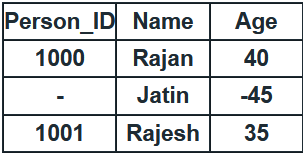 Person_ID Name Age
1000 Rajan 40
- Jatin -45
1001 Rajesh 35